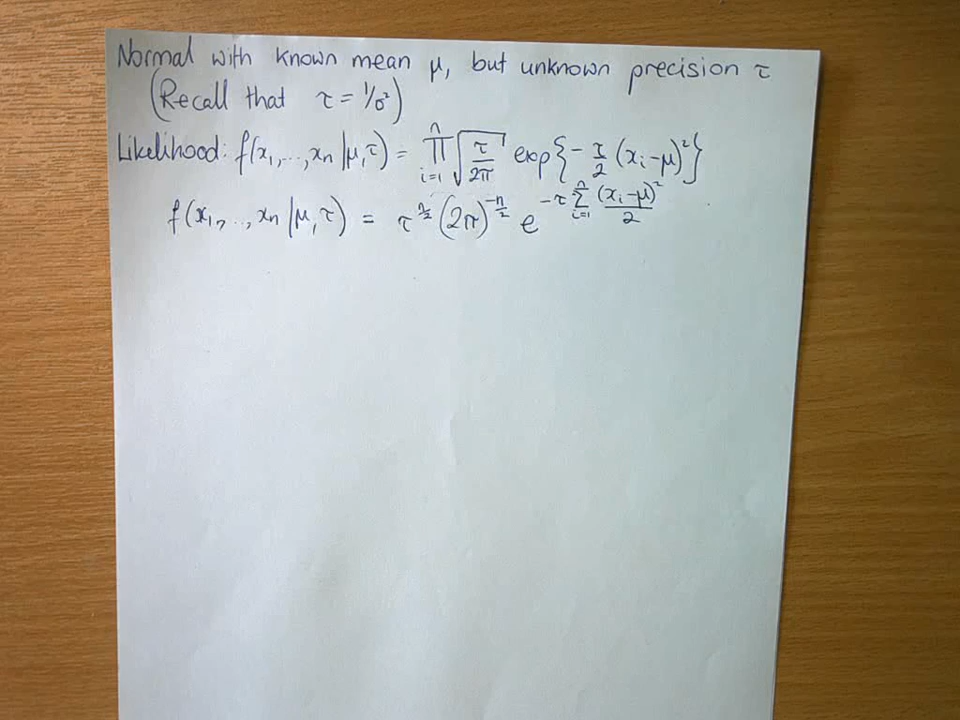 Normal with known mean μ, but unknown precision τ
(Recall that τ = 1/σ²)
Likelihood: f(x₁,...,xₙ|μ,τ) = ∏ᵢ₌₁ⁿ √(τ/2π) exp{-τ/2 (xᵢ-μ)²}
f(x₁,...,xₙ|μ,τ) = τ^(n/2) (2π)^(-n/2) e^(-τ ∑ᵢ₌₁ⁿ (xᵢ-μ)²/2)